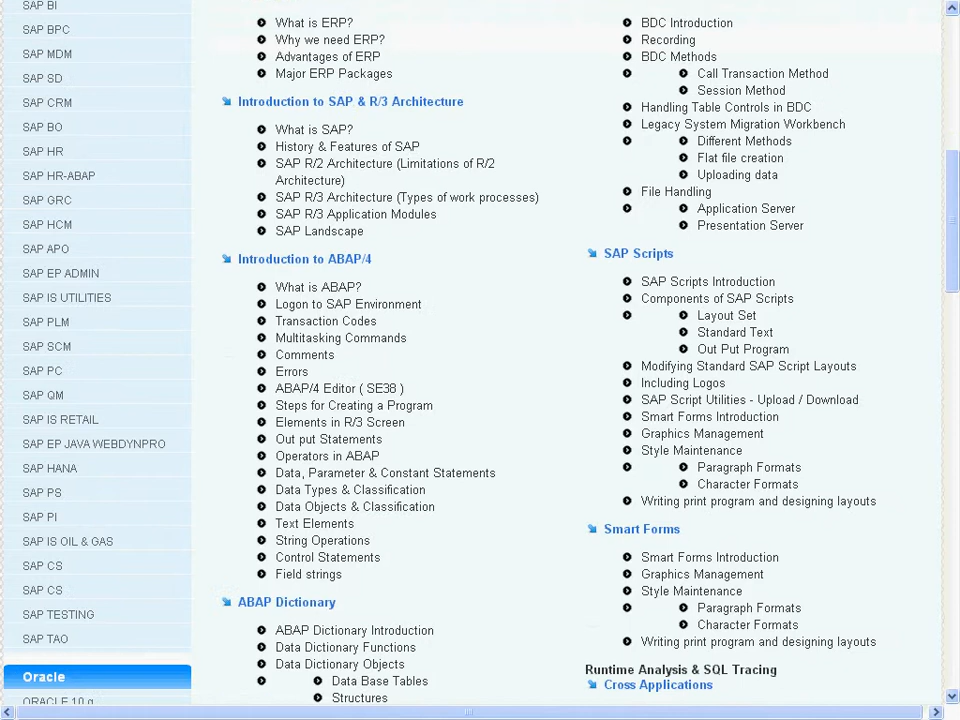 SAP BI
SAP BPC
SAP MDM
SAP SD
SAP CRM
SAP BO
SAP HR
SAP HR-ABAP
SAP GRC
SAP HCM
SAP APO
SAP EP ADMIN
SAP IS UTILITIES
SAP PLM
SAP SCM
SAP PC
SAP QM
SAP IS RETAIL
SAP EP JAVA WEBDYNPRO
SAP HANA
SAP PS
SAP PI
SAP IS OIL & GAS
SAP CS
SAP CS
SAP TESTING
SAP TAO
Oracle
ORACLE 10 g
What is ERP?
Why we need ERP?
Advantages of ERP
Major ERP Packages
Introduction to SAP & R/3 Architecture
What is SAP?
History & Features of SAP
SAP R/2 Architecture (Limitations of R/2
Architecture)
SAP R/3 Architecture (Types of work processes)
SAP R/3 Application Modules
SAP Landscape
Introduction to ABAP/4
What is ABAP?
Logon to SAP Environment
Transaction Codes
Multitasking Commands
Comments
Errors
ABAP/4 Editor ( SE38 )
Steps for Creating a Program
Elements in R/3 Screen
Out put Statements
Operators in ABAP
Data, Parameter & Constant Statements
Data Types & Classification
Data Objects & Classification
Text Elements
String Operations
Control Statements
Field strings
ABAP Dictionary
ABAP Dictionary Introduction
Data Dictionary Functions
Data Dictionary Objects
Data Base Tables
Structures
BDC Introduction
Recording
BDC Methods
Call Transaction Method
Session Method
Handling Table Controls in BDC
Legacy System Migration Workbench
Different Methods
Flat file creation
Uploading data
File Handling
Application Server
Presentation Server
SAP Scripts
SAP Scripts Introduction
Components of SAP Scripts
Layout Set
Standard Text
Out Put Program
Modifying Standard SAP Script Layouts
Including Logos
SAP Script Utilities - Upload / Download
Smart Forms Introduction
Graphics Management
Style Maintenance
Paragraph Formats
Character Formats
Writing print program and designing layouts
Smart Forms
Smart Forms Introduction
Graphics Management
Style Maintenance
Paragraph Formats
Character Formats
Writing print program and designing layouts
Runtime Analysis & SQL Tracing
Cross Applications